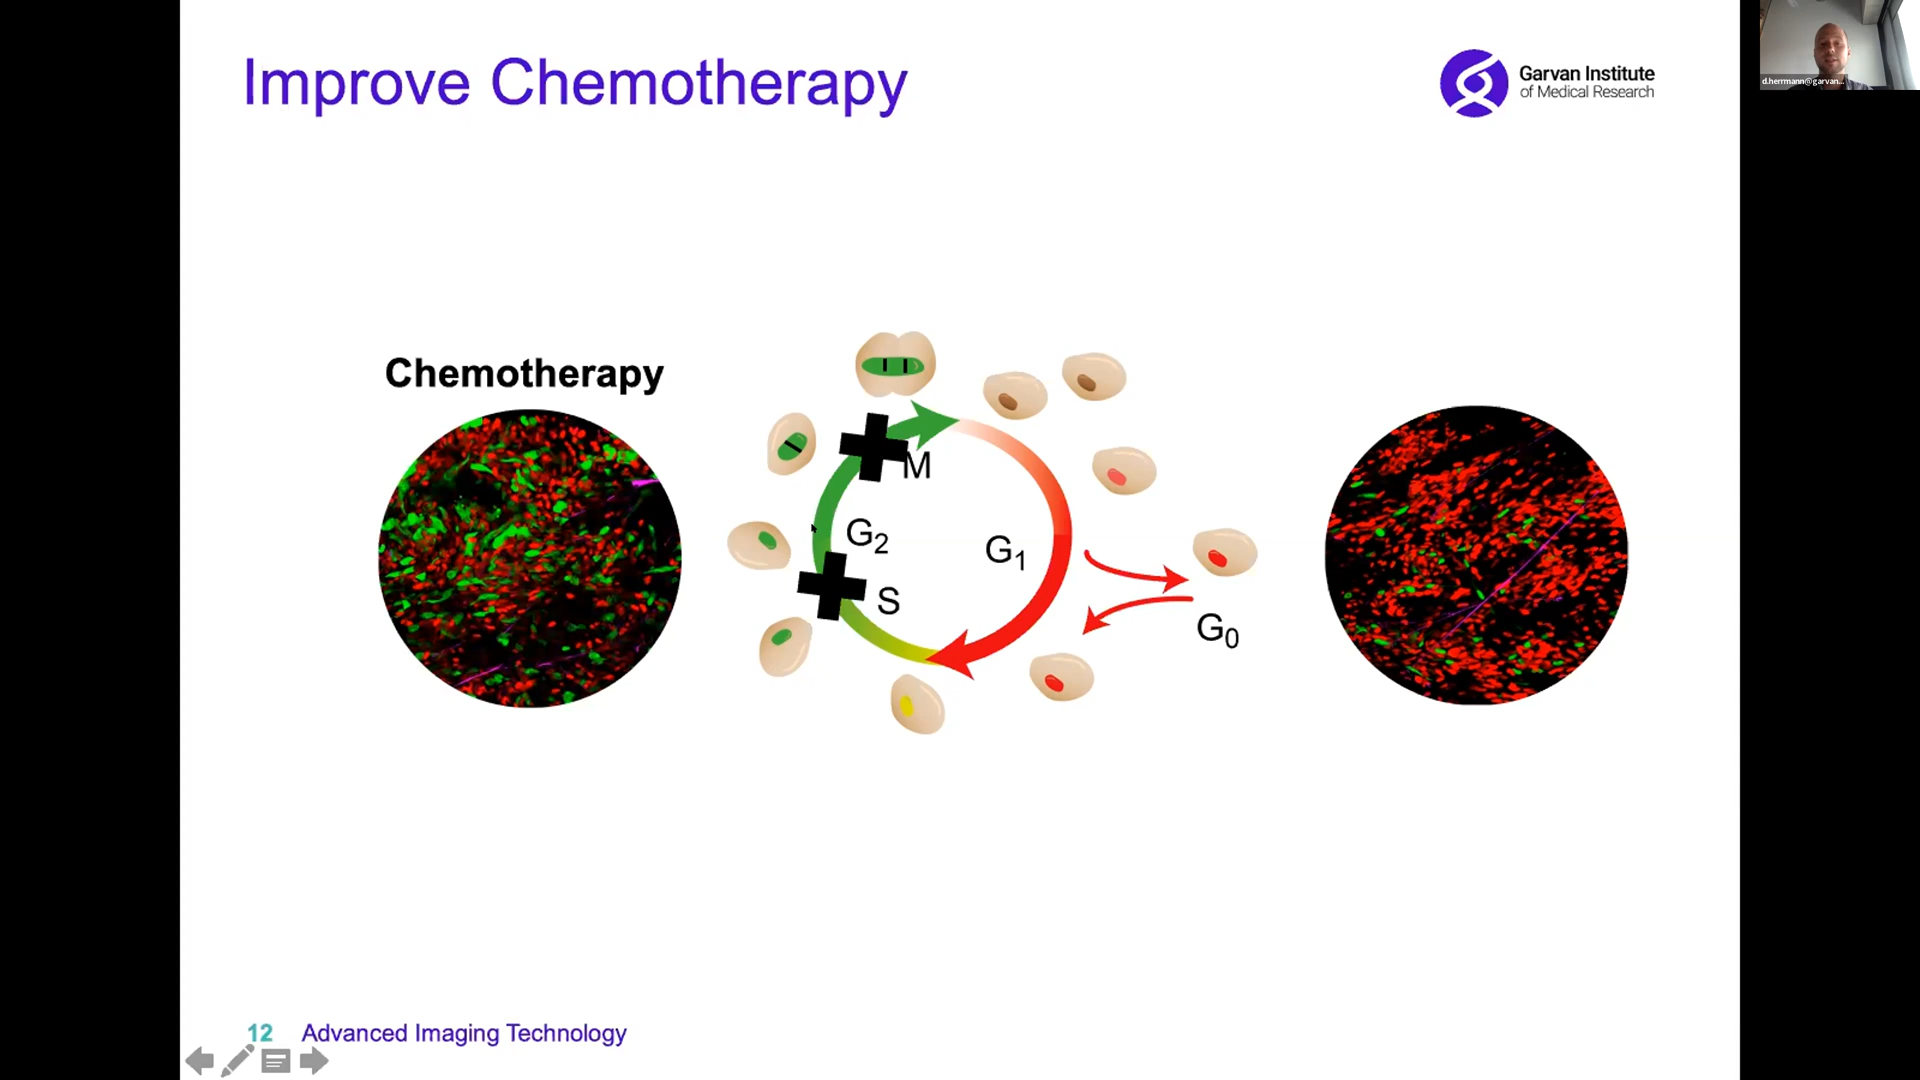 Improve Chemotherapy
Garvan Institute
of Medical Research
d.herrmann@garvan...
Chemotherapy
M
G2
G1
S
G0
12 Advanced Imaging Technology